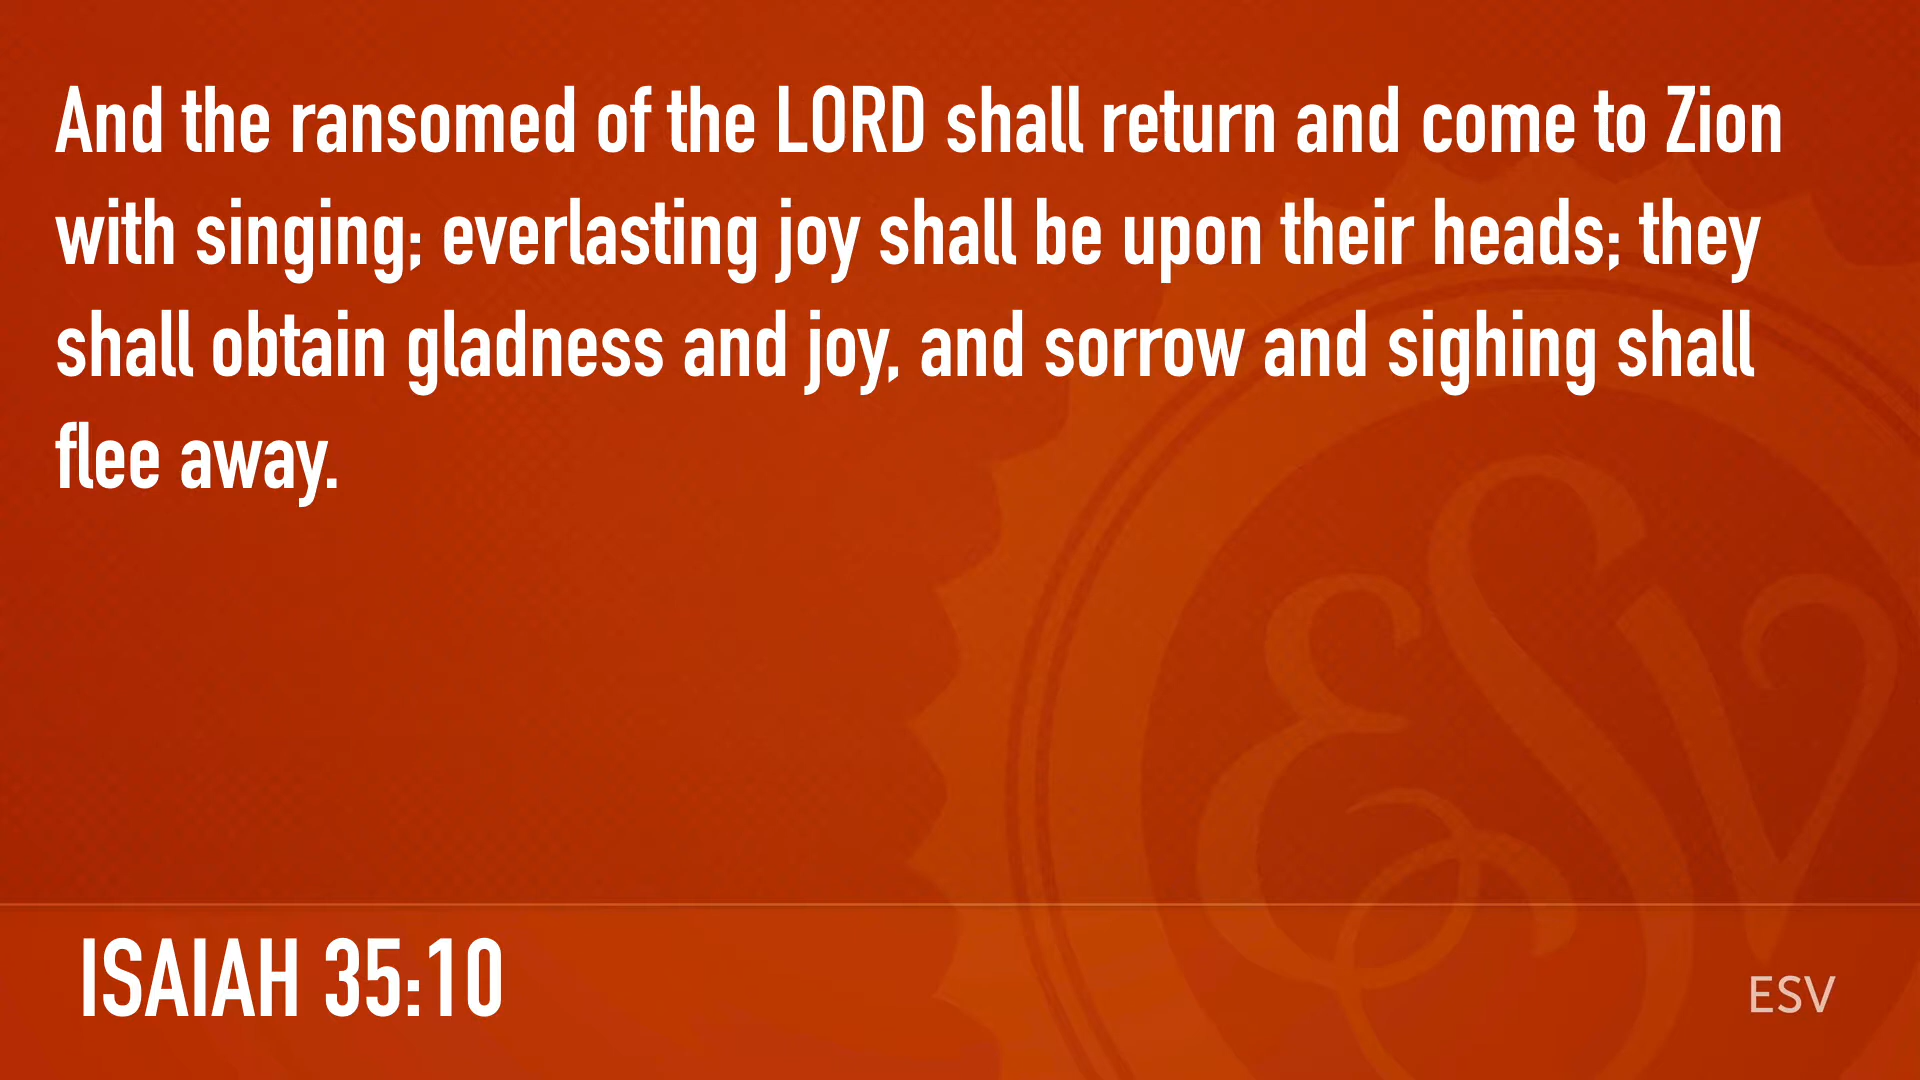 And the ransomed of the LORD shall return and come to Zion
with singing; everlasting joy shall be upon their heads; they
shall obtain gladness and joy, and sorrow and sighing shall
flee away.
ESV
ISAIAH 35:10
ESV